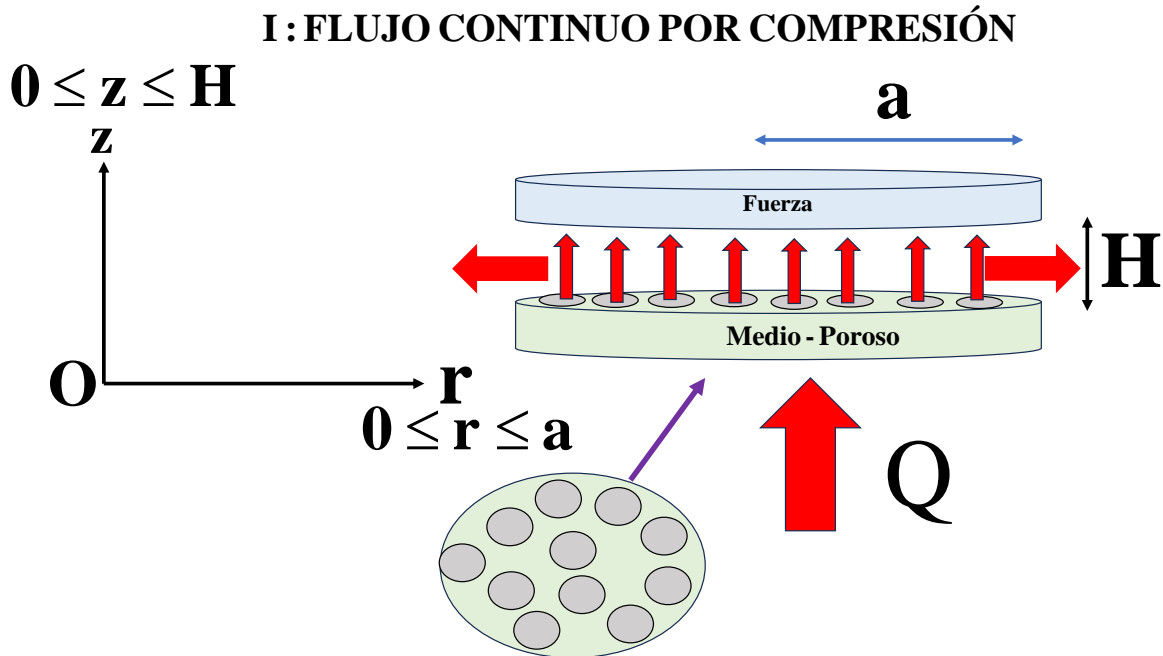 I : FLUJO CONTINUO POR COMPRESIÓN
0 ≤ z ≤ H
z
a
Fuerza
H
Medio - Poroso
O
r
0 ≤ r ≤ a
Q